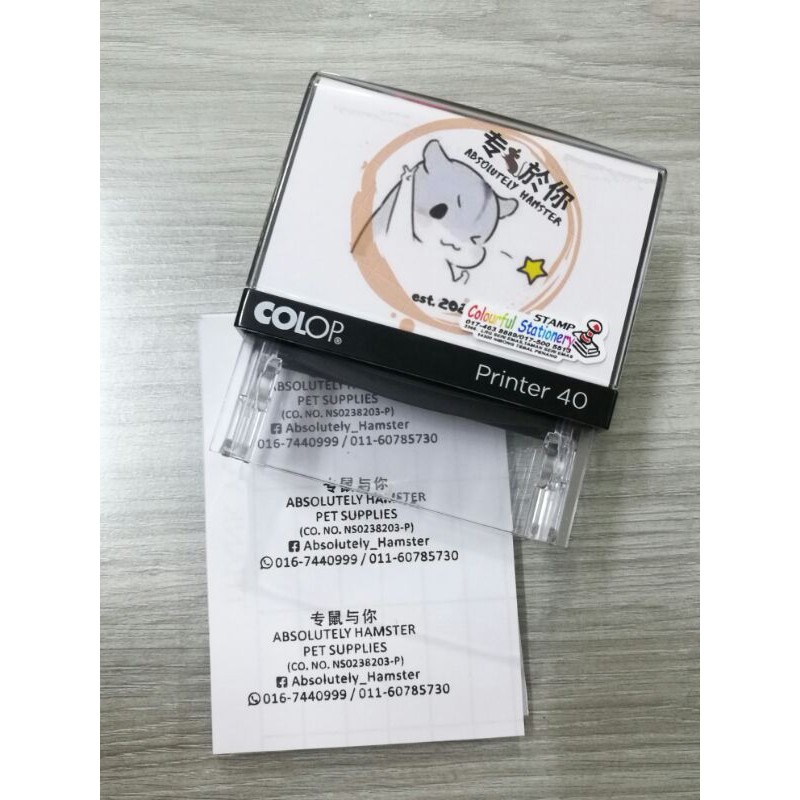 专 於你
ABSOLUTELY HAMSTER
est. 202
COLOP
STAMP
Colourful Stationery
Printer 40
ABSOLUTELY HAMSTER
PET SUPPLIES
(CO. NO. NS0238203-P)
Absolutely_Hamster
016-7440999 / 011-60785730
专鼠与你
ABSOLUTELY HAMSTER
PET SUPPLIES
(CO. NO. NS0238203-P)
Absolutely_Hamster
016-7440999 / 011-60785730
专鼠与你
ABSOLUTELY HAMSTER
PET SUPPLIES
(CO. NO. NS0238203-P)
Absolutely_Hamster
016-7440999 / 011-60785730